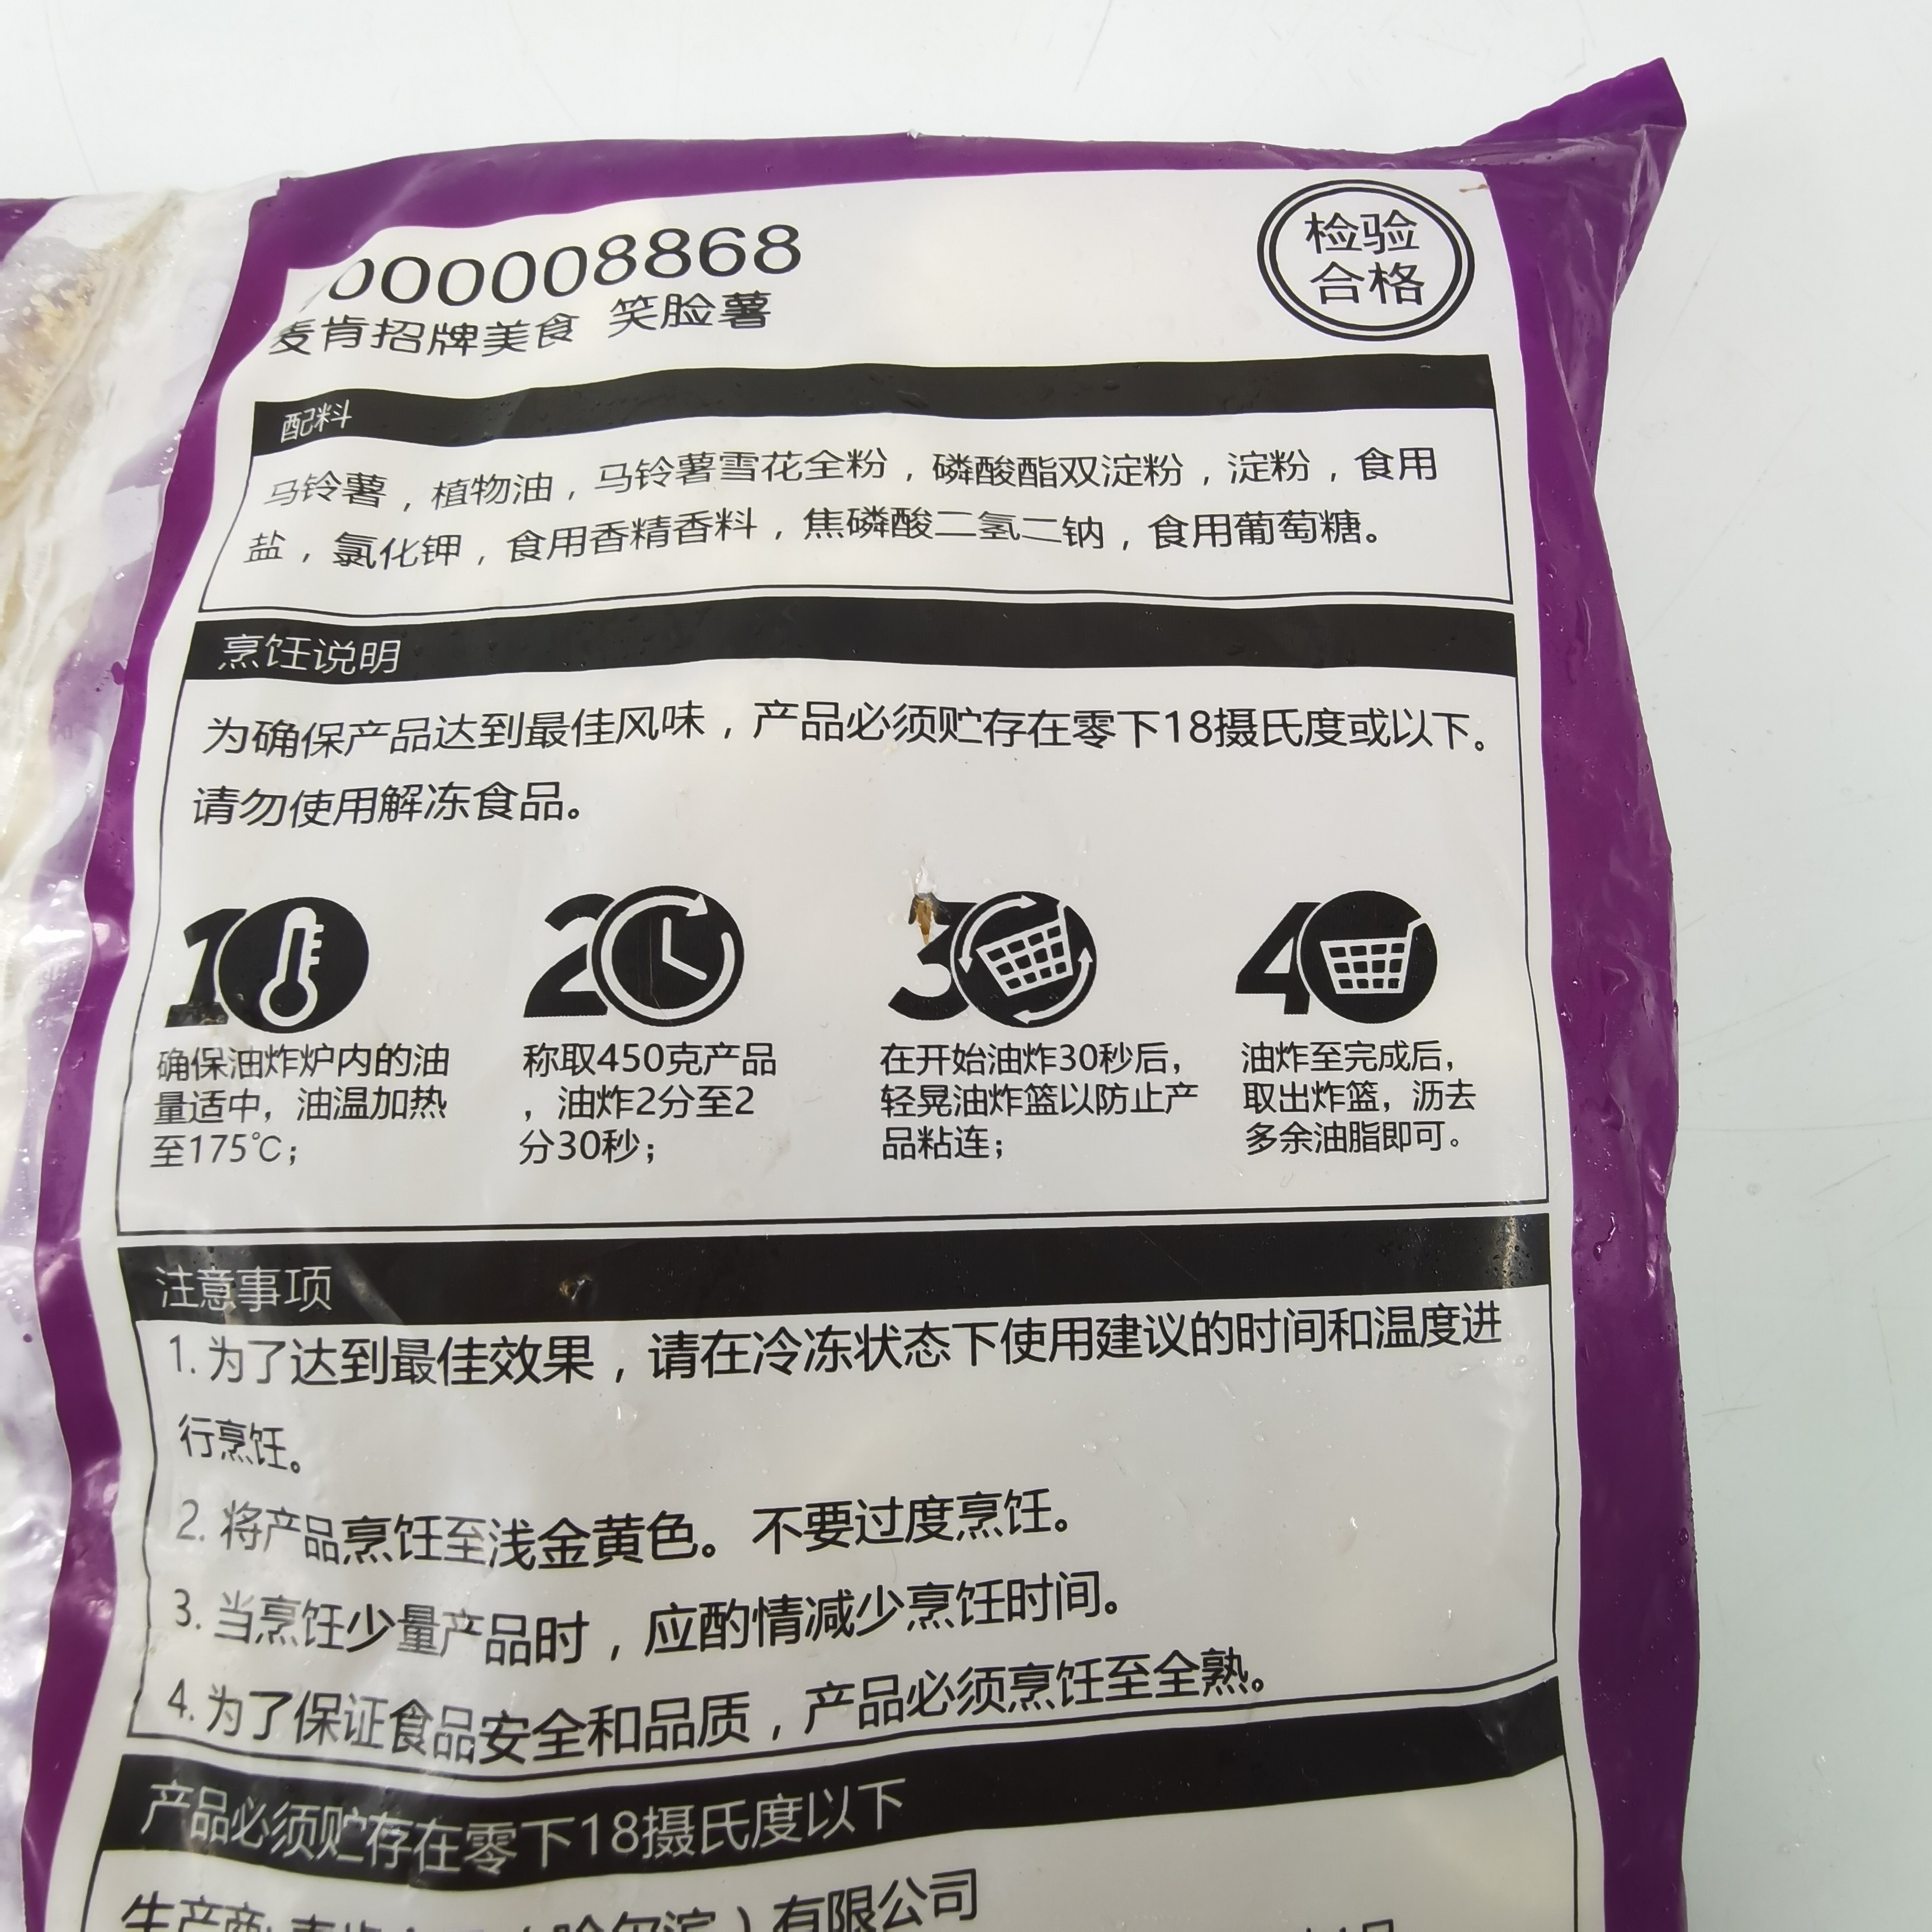 000008868
麦肯招牌美食 笑脸薯
检验
合格
配料
马铃薯，植物油，马铃薯雪花全粉，磷酸酯双淀粉，淀粉，食用
盐，氯化钾，食用香精香料，焦磷酸二氢二钠，食用葡萄糖。
烹饪说明
为确保产品达到最佳风味，产品必须贮存在零下18摄氏度或以下。
请勿使用解冻食品。
1
确保油炸炉内的油
量适中，油温加热
至175℃；
2
称取450克产品
，油炸2分至2
分30秒；
3
在开始油炸30秒后，
轻晃油炸篮以防止产
品粘连；
4
油炸至完成后，
取出炸篮，沥去
多余油脂即可。
注意事项
1. 为了达到最佳效果，请在冷冻状态下使用建议的时间和温度进
行烹饪。
2. 将产品烹饪至浅金黄色。不要过度烹饪。
3. 当烹饪少量产品时，应酌情减少烹饪时间。
4. 为了保证食品安全和品质，产品必须烹饪至全熟。
产品必须贮存在零下18摄氏度以下
生产商：（哈尔滨）有限公司